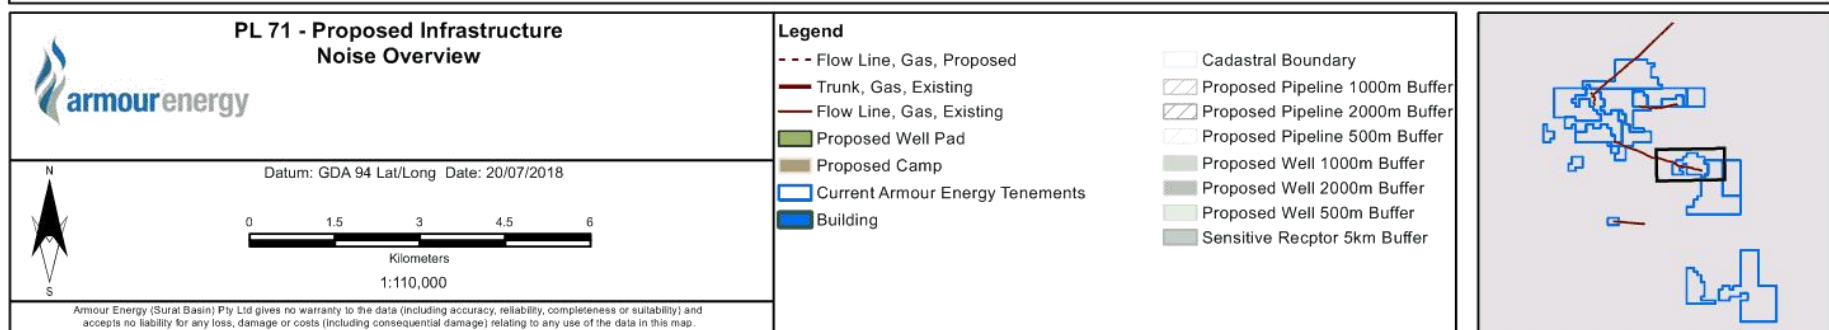 PL 71 - Proposed Infrastructure
Noise Overview
armourenergy
N
S
Datum: GDA 94 Lat/Long Date: 20/07/2018
0 1.5 3 4.5 6
Kilometers
1:110,000
Armour Energy (Surat Basin) Pty Ltd gives no warranty to the data (including accuracy, reliability, completeness or suitability) and
accepts no liability for any loss, damage or costs (including consequential damage) relating to any use of the data in this map.
Legend
Flow Line, Gas, Proposed
Trunk, Gas, Existing
Flow Line, Gas, Existing
Proposed Well Pad
Proposed Camp
Current Armour Energy Tenements
Building
Cadastral Boundary
Proposed Pipeline 1000m Buffer
Proposed Pipeline 2000m Buffer
Proposed Pipeline 500m Buffer
Proposed Well 1000m Buffer
Proposed Well 2000m Buffer
Proposed Well 500m Buffer
Sensitive Recptor 5km Buffer